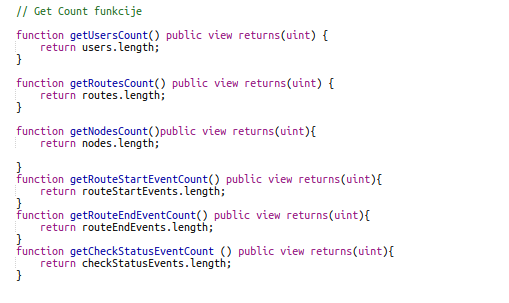 // Get Count funkcije
function getUsersCount() public view returns(uint) {
return users.length;
}
function getRoutesCount() public view returns(uint) {
return routes.length;
}
function getNodesCount()public view returns(uint){
return nodes.length;
}
function getRouteStartEventCount() public view returns(uint){
return routeStartEvents.length;
}
function getRouteEndEventCount() public view returns(uint){
return routeEndEvents.length;
}
function getCheckStatusEventCount () public view returns(uint){
return checkStatusEvents.length;
}